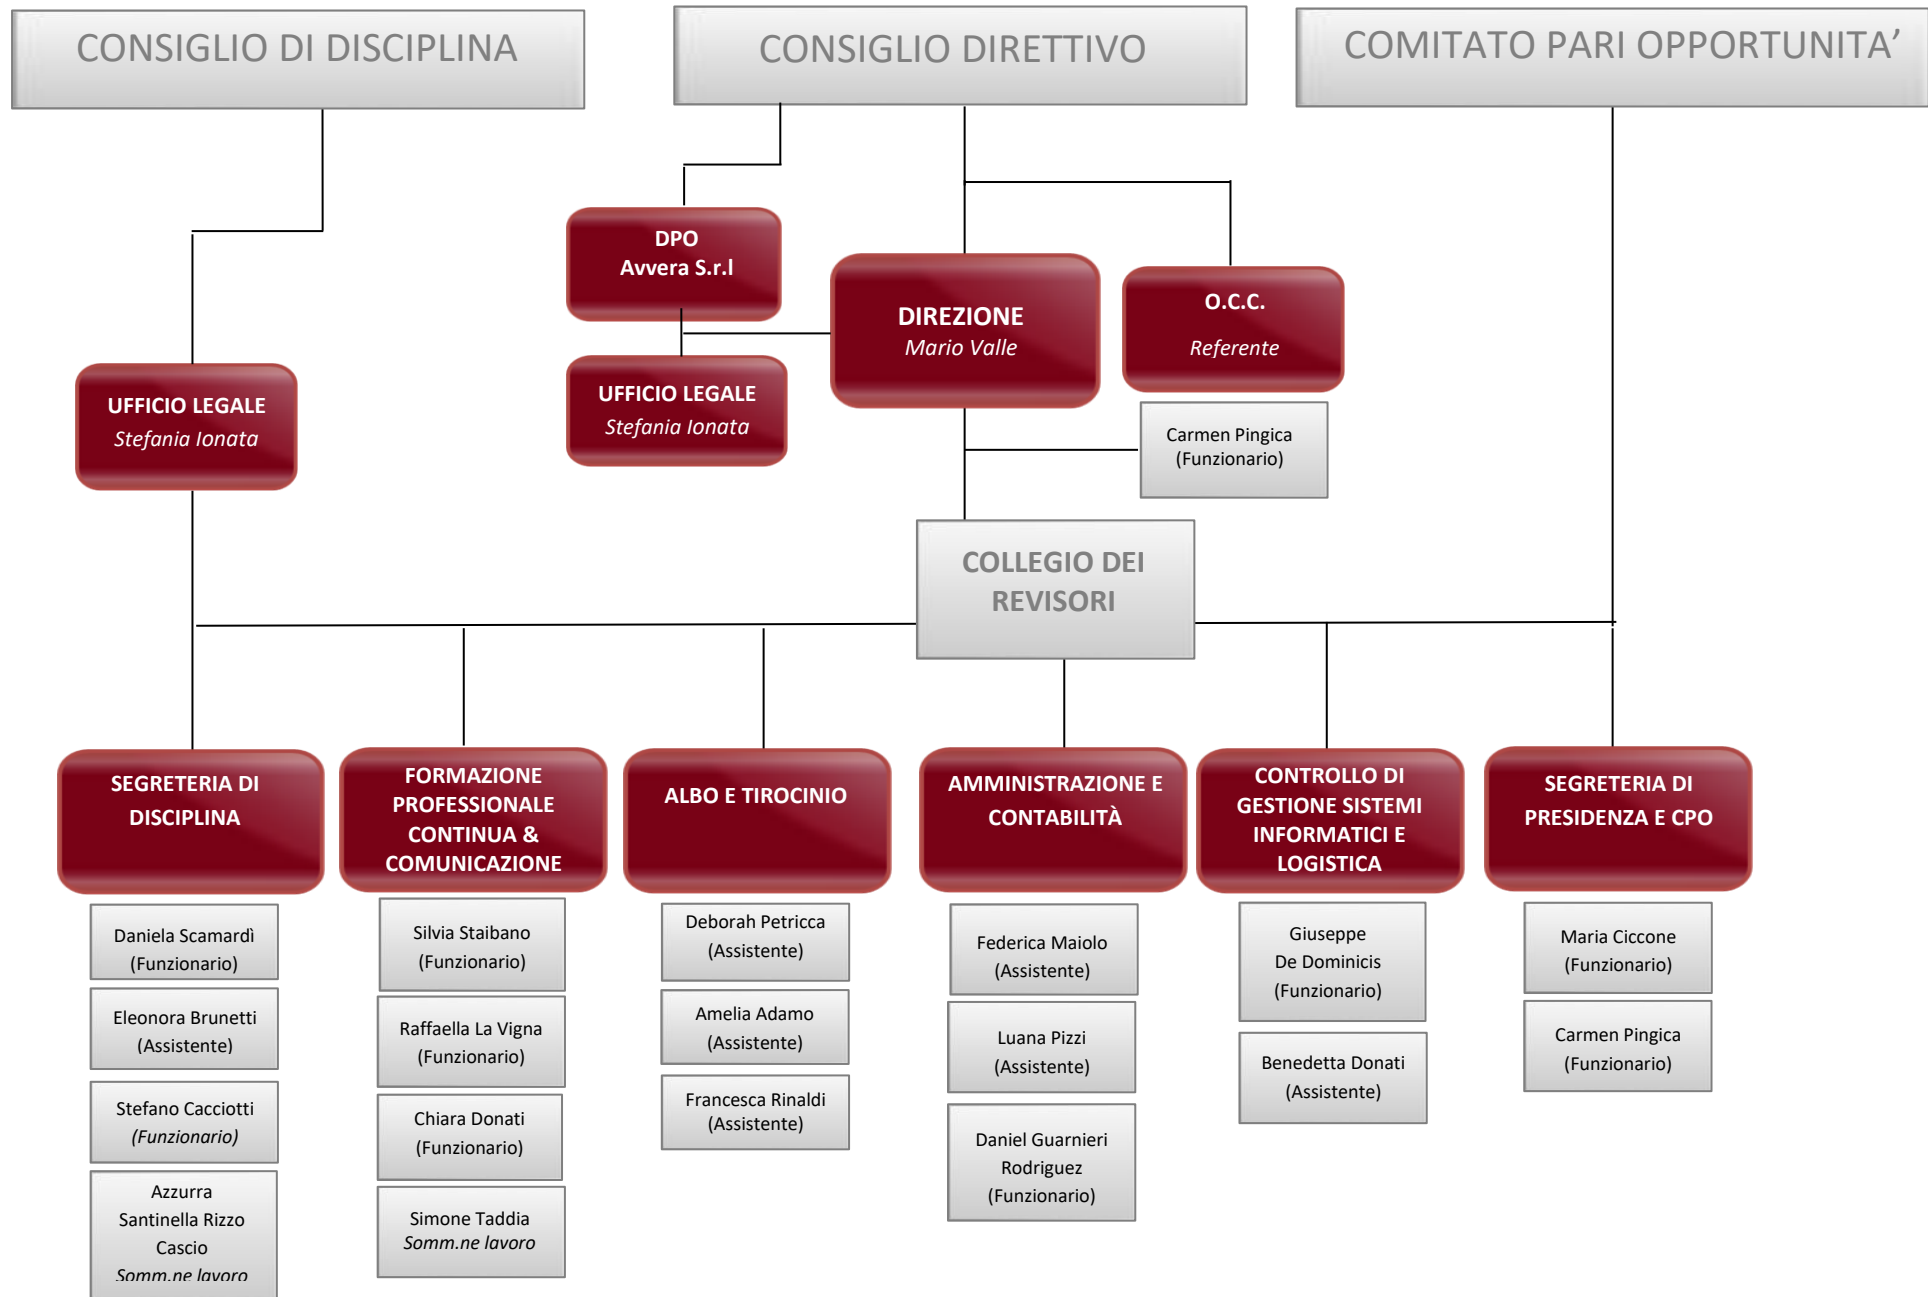 CONSIGLIO DI DISCIPLINA
CONSIGLIO DIRETTIVO
COMITATO PARI OPPORTUNITA’
DPO
Avvera S.r.l
DIREZIONE
Mario Valle
O.C.C.
Referente
UFFICIO LEGALE
Stefania Ionata
UFFICIO LEGALE
Stefania Ionata
Carmen Pingica
(Funzionario)
COLLEGIO DEI
REVISORI
SEGRETERIA DI
DISCIPLINA
FORMAZIONE
PROFESSIONALE
CONTINUA &
COMUNICAZIONE
ALBO E TIROCINIO
AMMINISTRAZIONE E
CONTABILITÀ
CONTROLLO DI
GESTIONE SISTEMI
INFORMATICI E
LOGISTICA
SEGRETERIA DI
PRESIDENZA E CPO
Daniela Scamardì
(Funzionario)
Eleonora Brunetti
(Assistente)
Stefano Cacciotti
(Funzionario)
Azzurra
Santinella Rizzo
Cascio
Somm.ne lavoro
Silvia Staibano
(Funzionario)
Raffaella La Vigna
(Funzionario)
Chiara Donati
(Funzionario)
Simone Taddia
Somm.ne lavoro
Deborah Petricca
(Assistente)
Amelia Adamo
(Assistente)
Francesca Rinaldi
(Assistente)
Federica Maiolo
(Assistente)
Luana Pizzi
(Assistente)
Daniel Guarnieri
Rodriguez
(Funzionario)
Giuseppe
De Dominicis
(Funzionario)
Benedetta Donati
(Assistente)
Maria Ciccone
(Funzionario)
Carmen Pingica
(Funzionario)